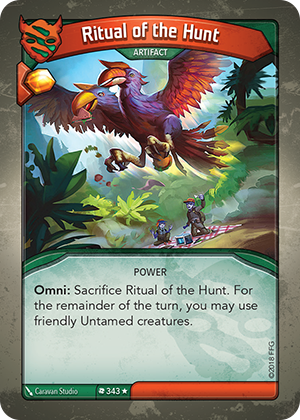 Ritual of the Hunt
ARTIFACT
POWER
Omni: Sacrifice Ritual of the Hunt. For
the remainder of the turn, you may use
friendly Untamed creatures.
Caravan Studio
343 ★
©2018 FFG